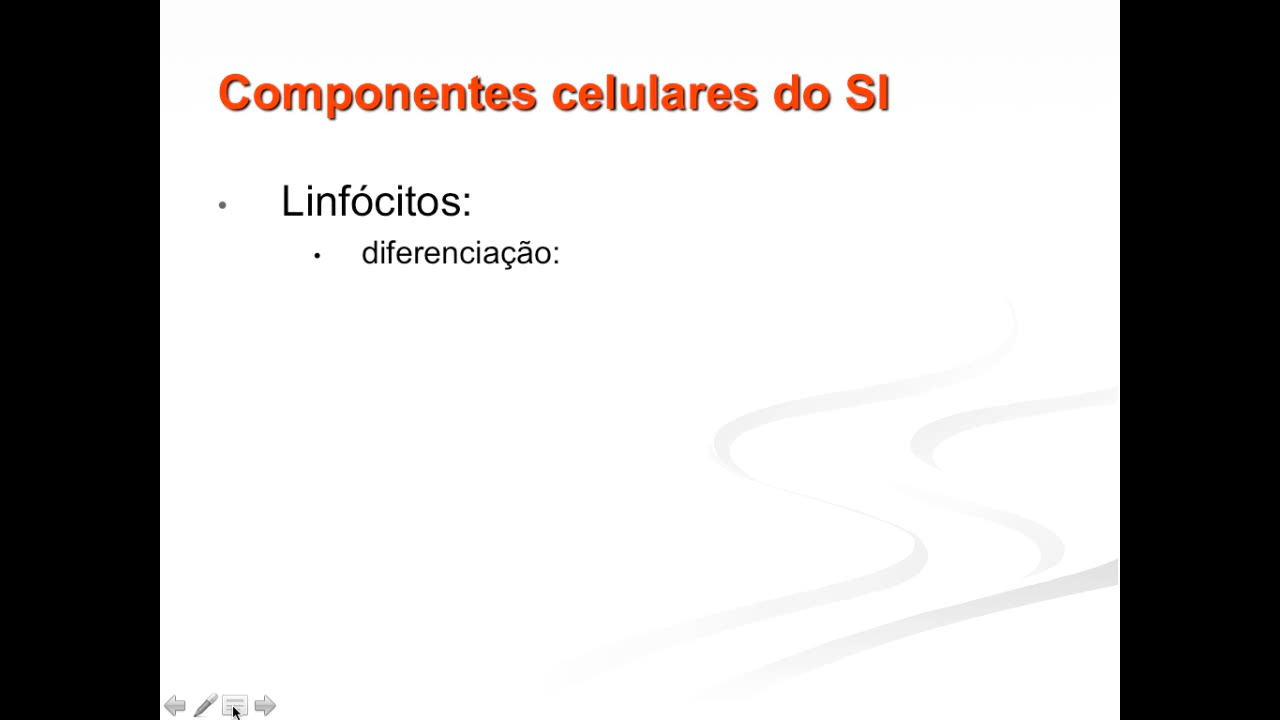 Componentes celulares do SI
• Linfócitos:
• diferenciação: